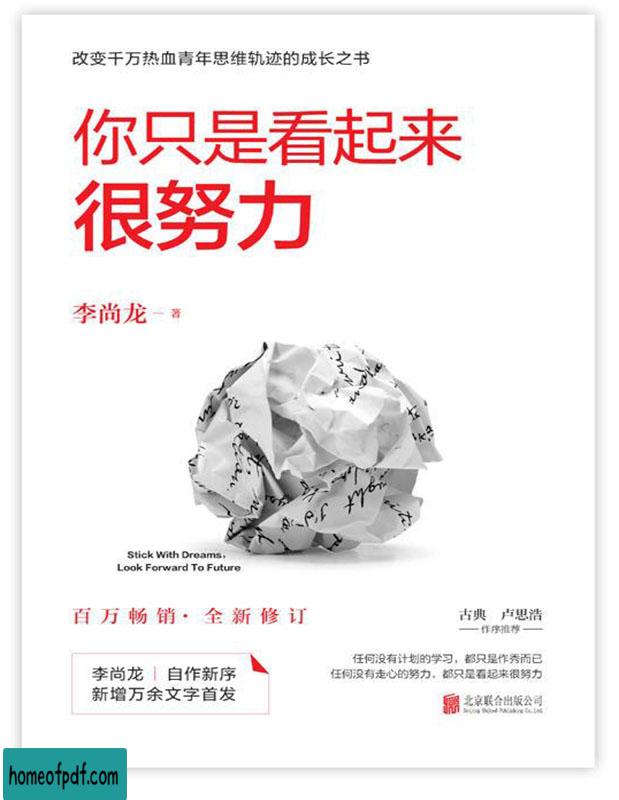 改变千万热血青年思维轨迹的成长之书
你只是看起来
很努力
李尚龙 — 著
Stick With Dreams,
Look Forward To Future
百万畅销·全新修订
古典 卢思浩
—— 作序推荐 ——
李尚龙 | 自作新序
新增万余文字首发
任何没有计划的学习，都只是作秀而已
任何没有走心的努力，都只是看起来很努力
北京联合出版公司
Beijing United Publishing Co.,Ltd.
homeofpdf.com